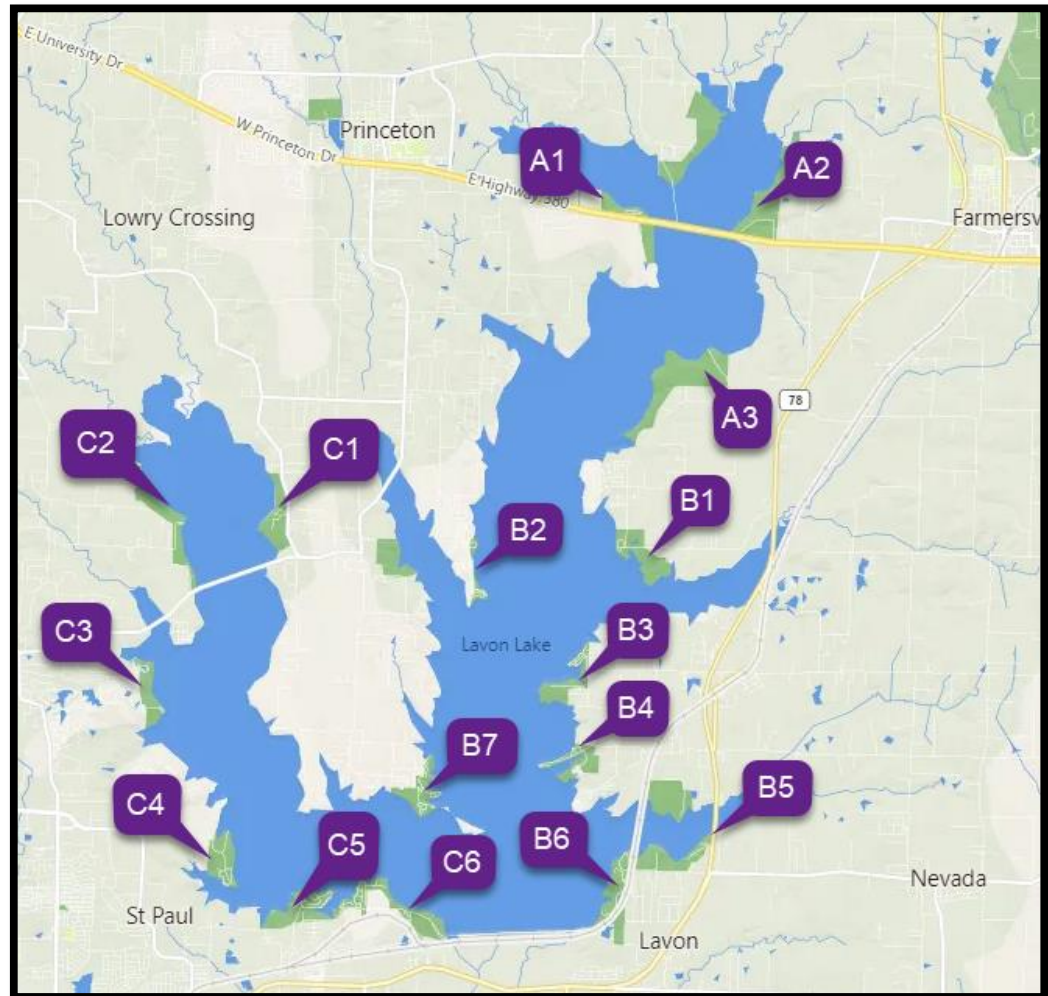 E University Dr
W Princeton Dr
Princeton
E Highway 380
A1
A2
Lowry Crossing
Farmersv
A3
78
C2
C1
B1
B2
C3
B3
Lavon Lake
B4
B7
C4
B5
C5
C6
B6
Nevada
St Paul
Lavon